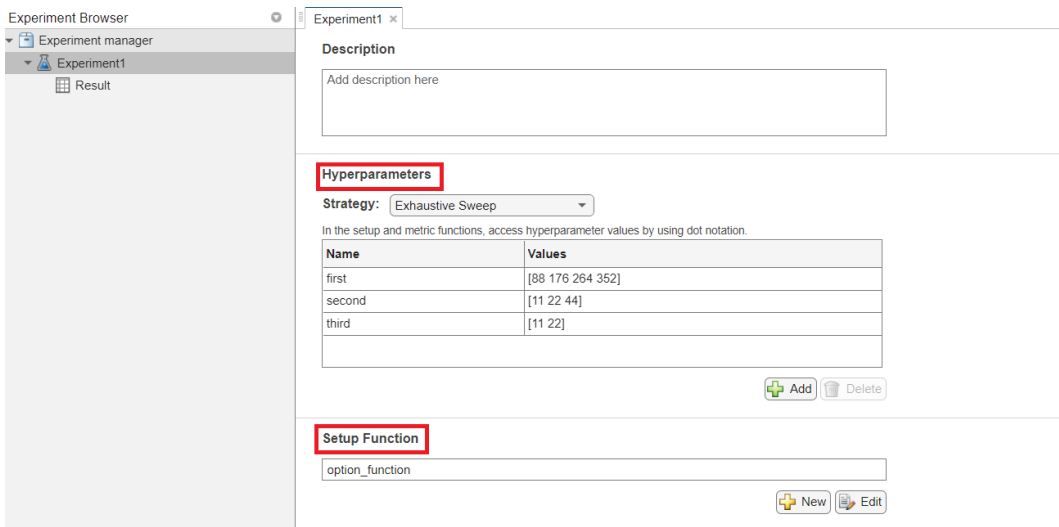 Experiment Browser
Experiment manager
Experiment1
Result
Experiment1 ×
Description
Add description here
Hyperparameters
Strategy: Exhaustive Sweep
In the setup and metric functions, access hyperparameter values by using dot notation.
Name Values
first [88 176 264 352]
second [11 22 44]
third [11 22]
Add Delete
Setup Function
option_function
New Edit